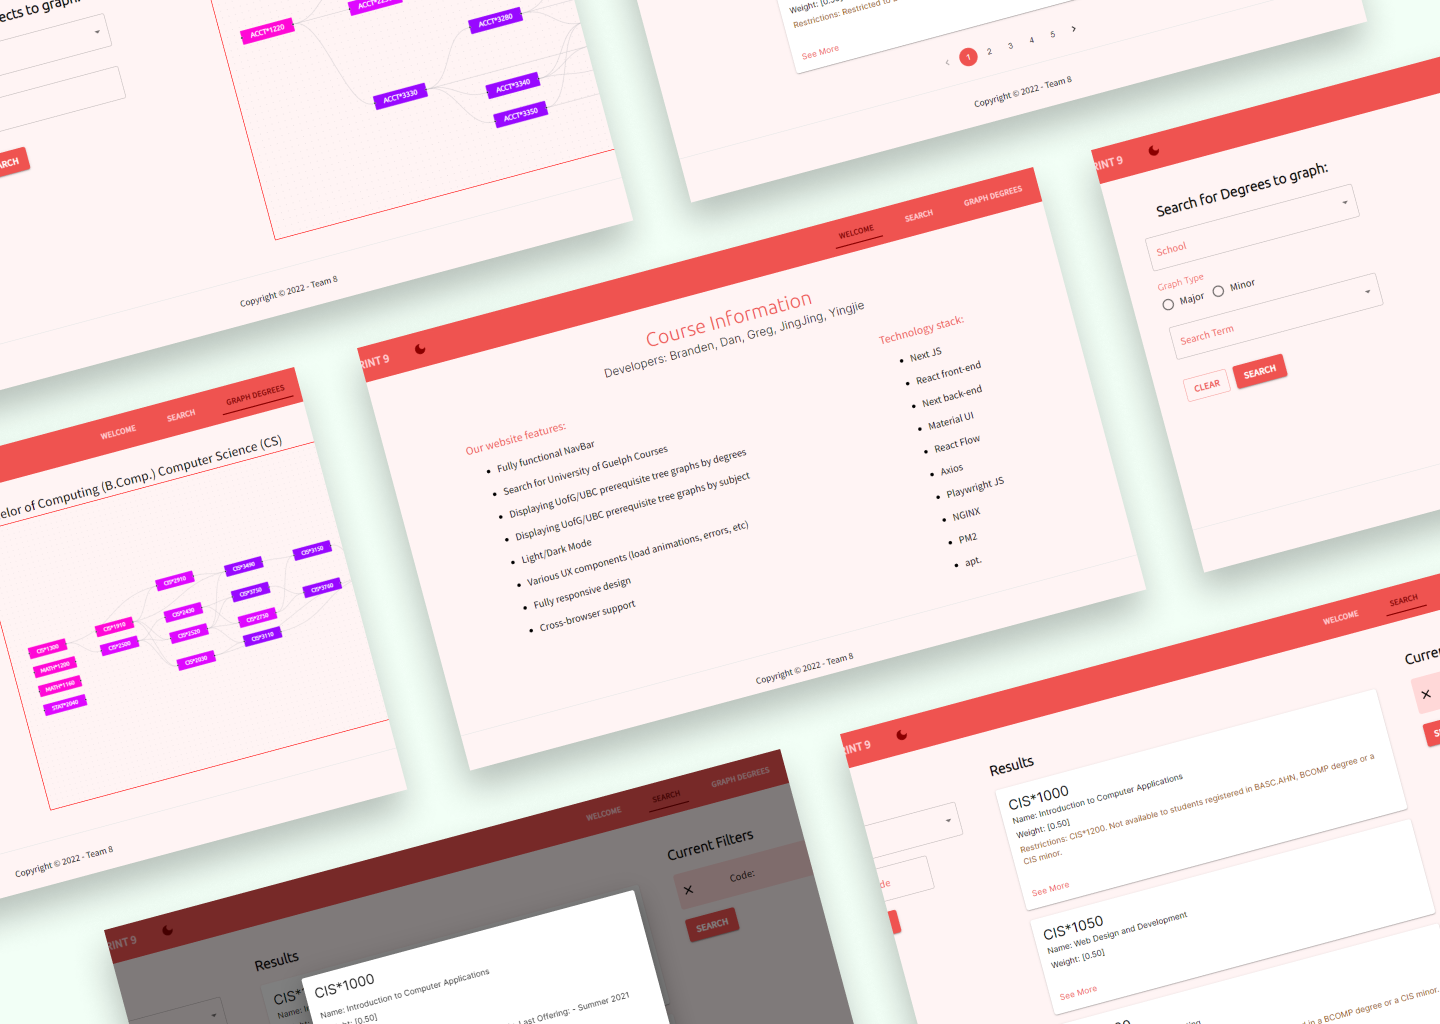 ects to graph:
ARCH
ACCT*1220
ACCT*3280
ACCT*3330
ACCT*3340
ACCT*3350
Copyright © 2022 - Team 8
Restrictions: Restricted to
See More
1
2
3
4
5
Copyright © 2022 - Team 8
RINT 9
WELCOME
SEARCH
GRAPH DEGREES
Course Information
Developers: Branden, Dan, Greg, JingJing, Yingjie
Our website features:
Fully functional NavBar
Search for University of Guelph Courses
Displaying UofG/UBC prerequisite tree graphs by degrees
Displaying UofG/UBC prerequisite tree graphs by subject
Light/Dark Mode
Various UX components (load animations, errors, etc)
Fully responsive design
Cross-browser support
Technology stack:
Next JS
React front-end
Next back-end
Material UI
React Flow
Axios
Playwright JS
NGINX
PM2
apt.
Copyright © 2022 - Team 8
RINT 9
Search for Degrees to graph:
School
Graph Type
Major
Minor
Search Term
CLEAR
SEARCH
WELCOME
SEARCH
GRAPH DEGREES
elor of Computing (B.Comp.) Computer Science (CS)
CIS*1300
MATH*1200
MATH*1160
STAT*2040
CIS*1910
CIS*2500
CIS*2910
CIS*2430
CIS*2520
CIS*2030
CIS*3490
CIS*3750
CIS*2750
CIS*3110
CIS*3150
CIS*3760
Copyright © 2022 - Team 8
RINT 9
WELCOME
SEARCH
GRAPH DEGREES
Results
Current Filters
Code:
SEARCH
CIS*
Name: I
CIS*1000
Name: Introduction to Computer Applications
ht: [0.50]
Last Offering: - Summer 2021
RINT 9
WELCOME
SEARCH
Results
CIS*1000
Name: Introduction to Computer Applications
Weight: [0.50]
Restrictions: CIS*1200. Not available to students registered in BASC.AHN, BCOMP degree or a
CIS minor.
See More
CIS*1050
Name: Web Design and Development
Weight: [0.50]
See More
in a BCOMP degree or a CIS minor.